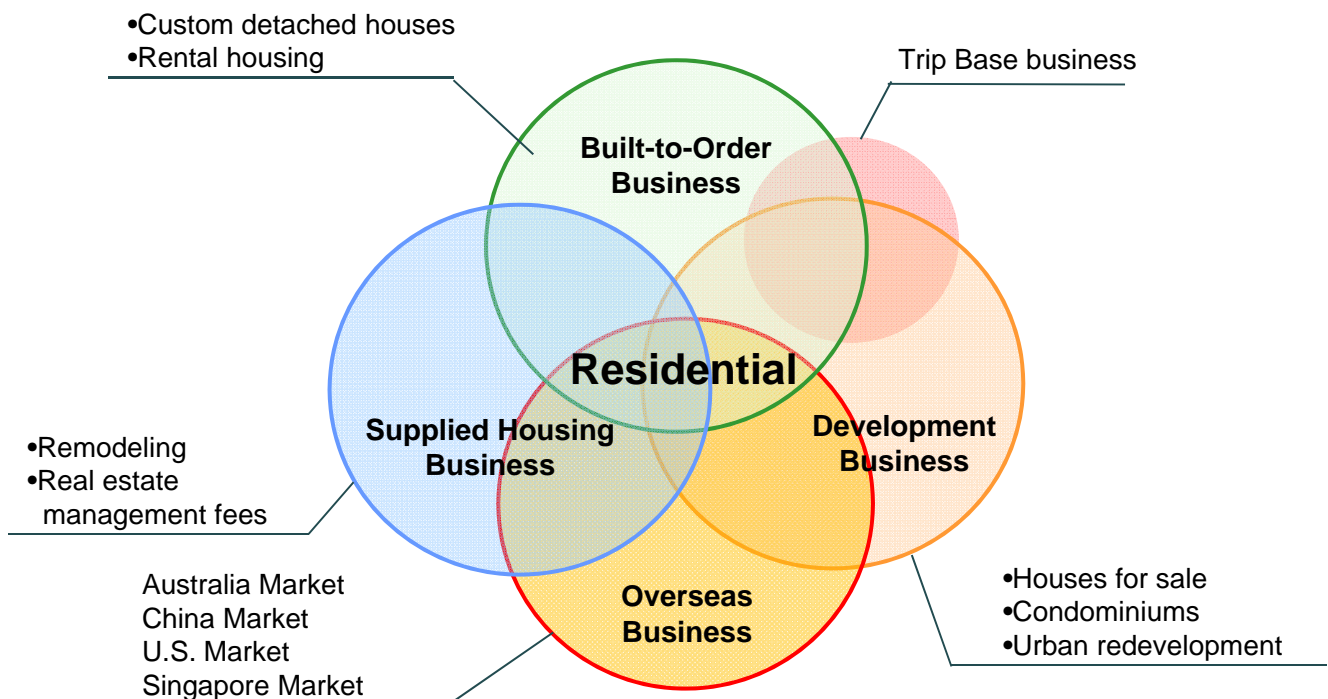 •Custom detached houses
•Rental housing
Trip Base business
Built-to-Order
Business
Residential
Supplied Housing
Business
Development
Business
•Remodeling
•Real estate
management fees
Overseas
Business
Australia Market
China Market
U.S. Market
Singapore Market
•Houses for sale
•Condominiums
•Urban redevelopment